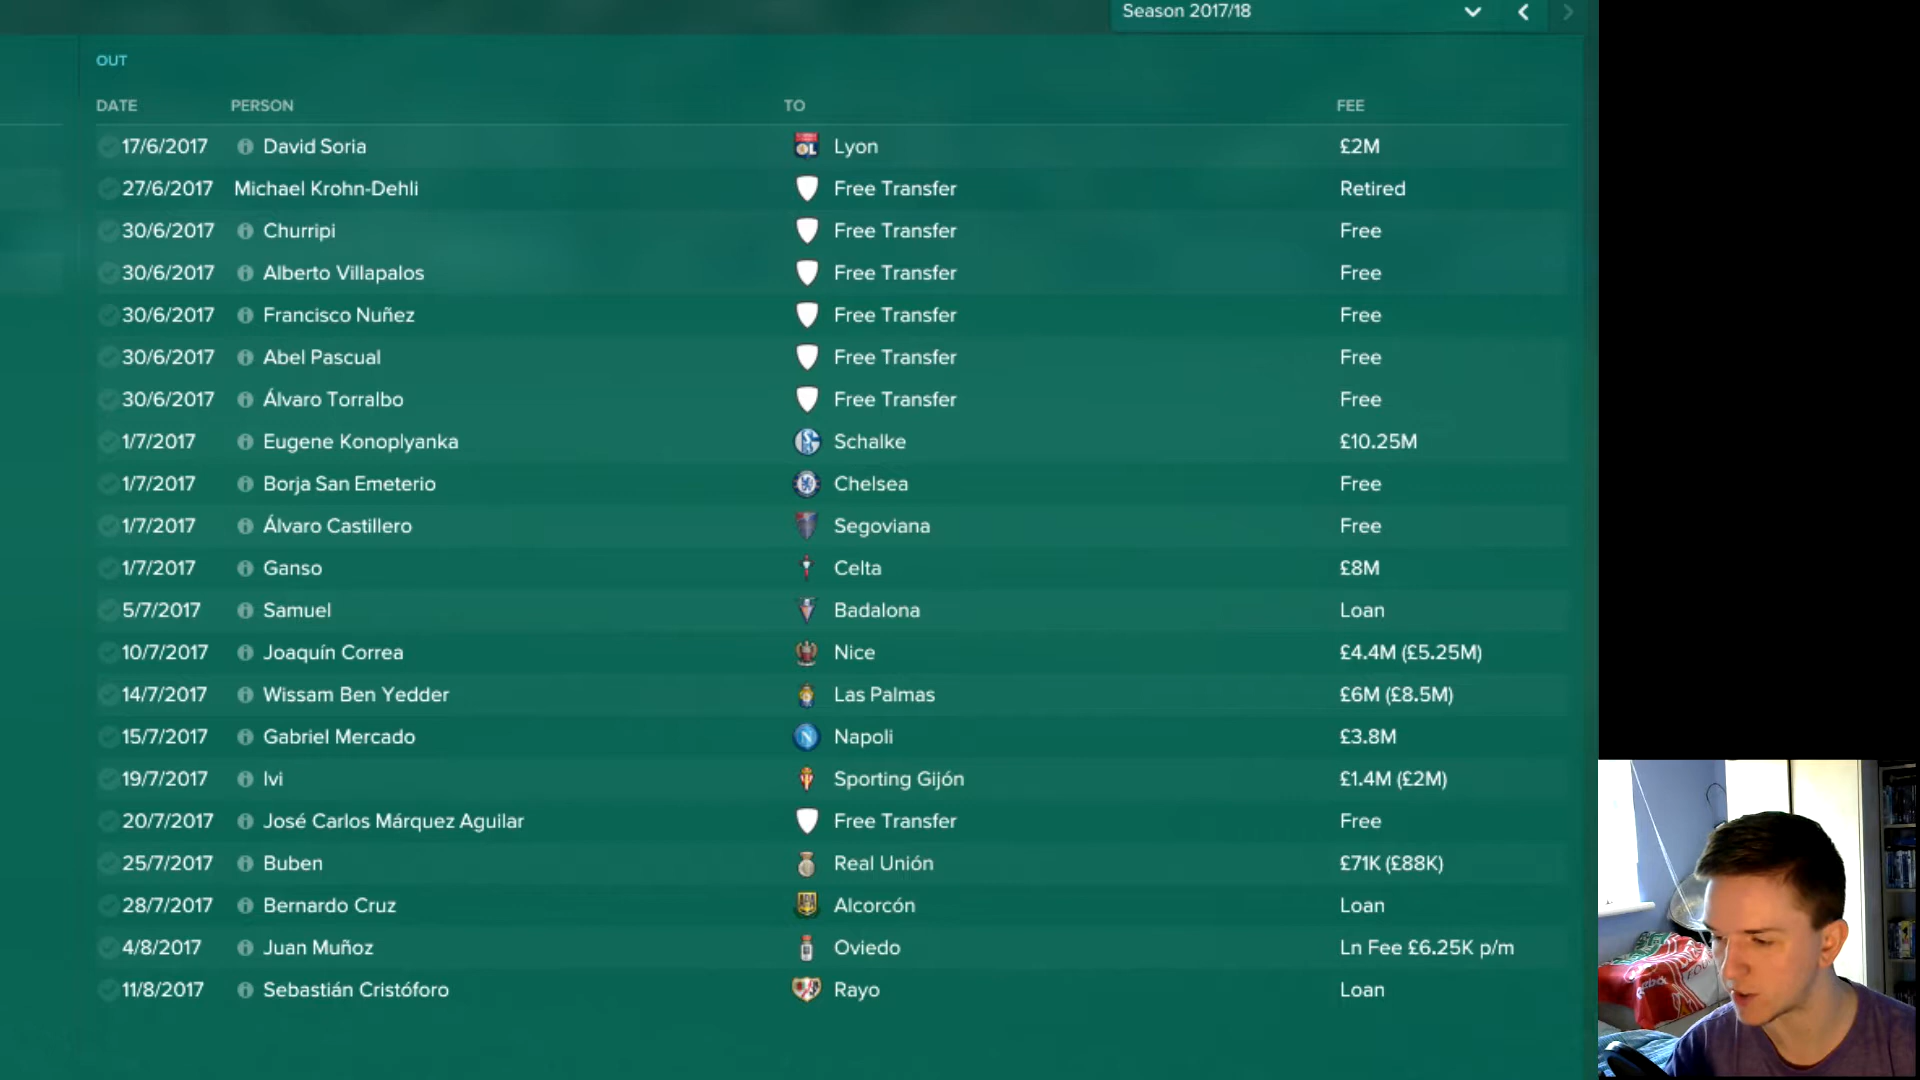 Season 2017/18
OUT
DATE PERSON TO FEE
17/6/2017 David Soria Lyon £2M
27/6/2017 Michael Krohn-Dehli Free Transfer Retired
30/6/2017 Churripi Free Transfer Free
30/6/2017 Alberto Villapalos Free Transfer Free
30/6/2017 Francisco Nuñez Free Transfer Free
30/6/2017 Abel Pascual Free Transfer Free
30/6/2017 Álvaro Torralbo Free Transfer Free
1/7/2017 Eugene Konoplyanka Schalke £10.25M
1/7/2017 Borja San Emeterio Chelsea Free
1/7/2017 Álvaro Castillero Segoviana Free
1/7/2017 Ganso Celta £8M
5/7/2017 Samuel Badalona Loan
10/7/2017 Joaquín Correa Nice £4.4M (£5.25M)
14/7/2017 Wissam Ben Yedder Las Palmas £6M (£8.5M)
15/7/2017 Gabriel Mercado Napoli £3.8M
19/7/2017 Ivi Sporting Gijón £1.4M (£2M)
20/7/2017 José Carlos Márquez Aguilar Free Transfer Free
25/7/2017 Buben Real Unión £71K (£88K)
28/7/2017 Bernardo Cruz Alcorcón Loan
4/8/2017 Juan Muñoz Oviedo Ln Fee £6.25K p/m
11/8/2017 Sebastián Cristóforo Rayo Loan